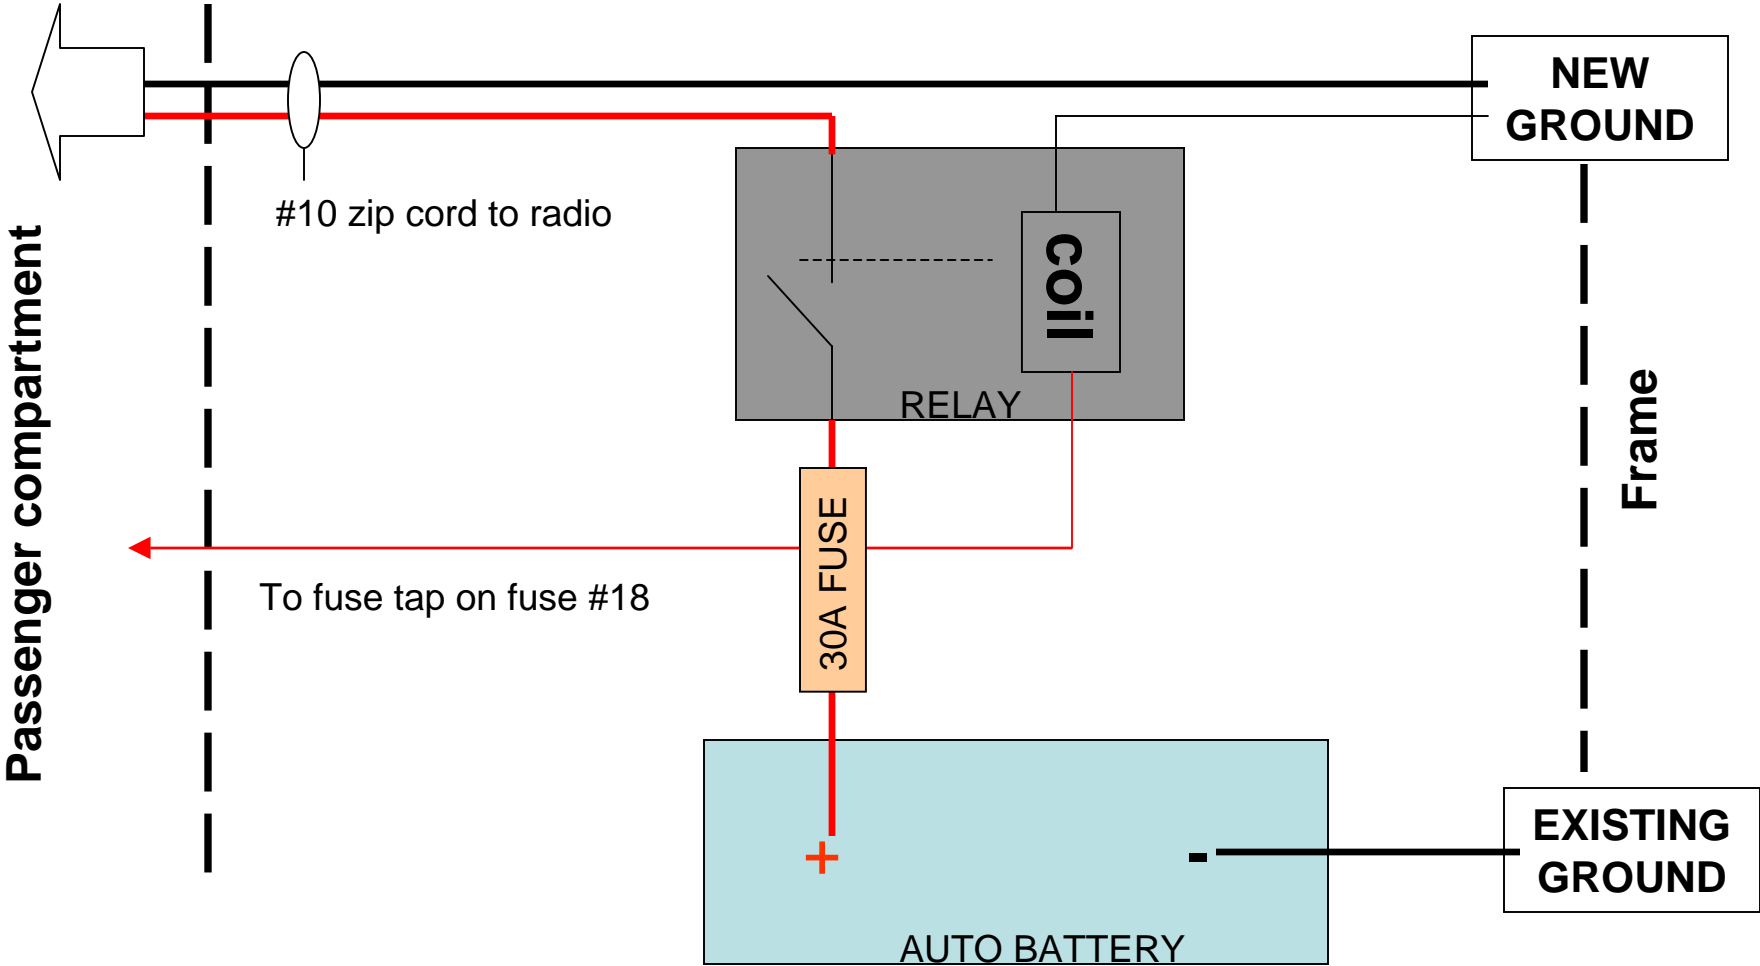 NEW
GROUND
#10 zip cord to radio
coil
RELAY
Passenger compartment
Frame
30A FUSE
To fuse tap on fuse #18
+
-
EXISTING
GROUND
AUTO BATTERY